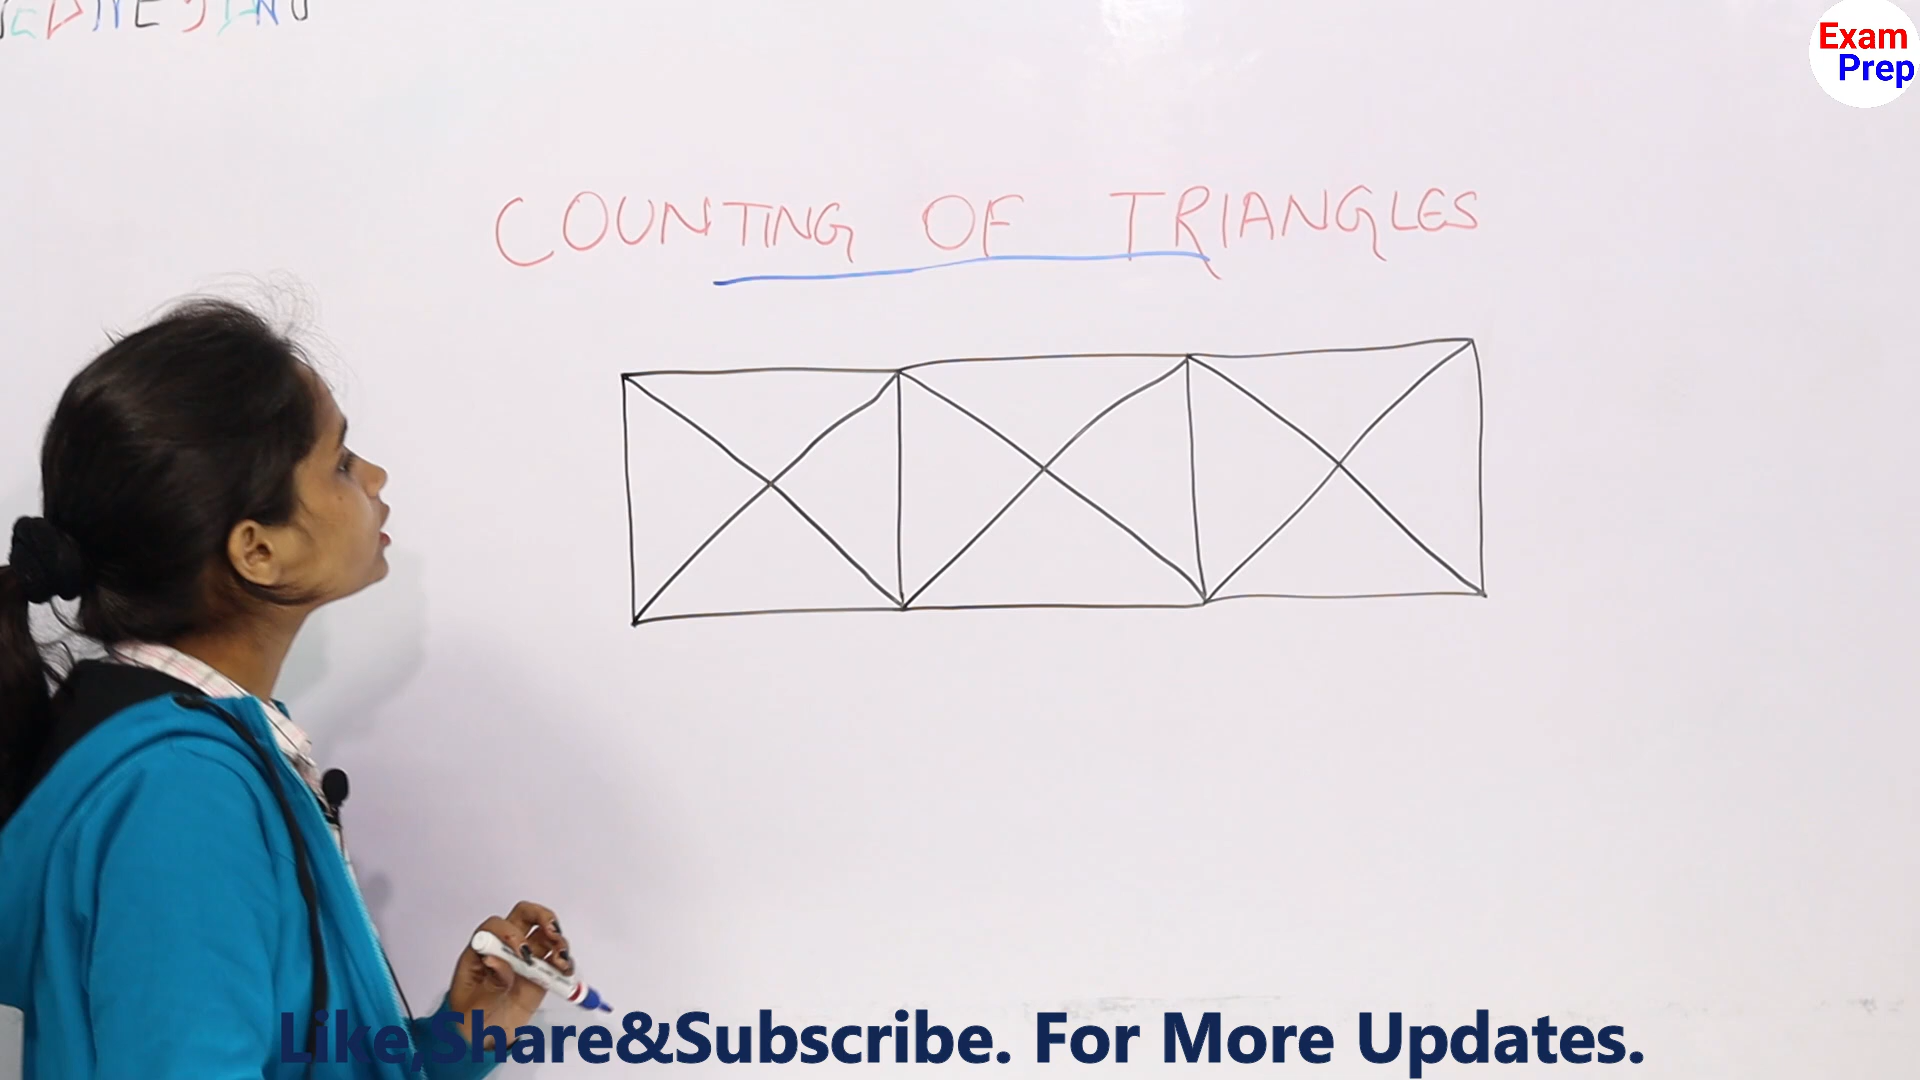 Exam
Prep
COUNTING OF TRIANGLES
Like,Share&Subscribe. For More Updates.